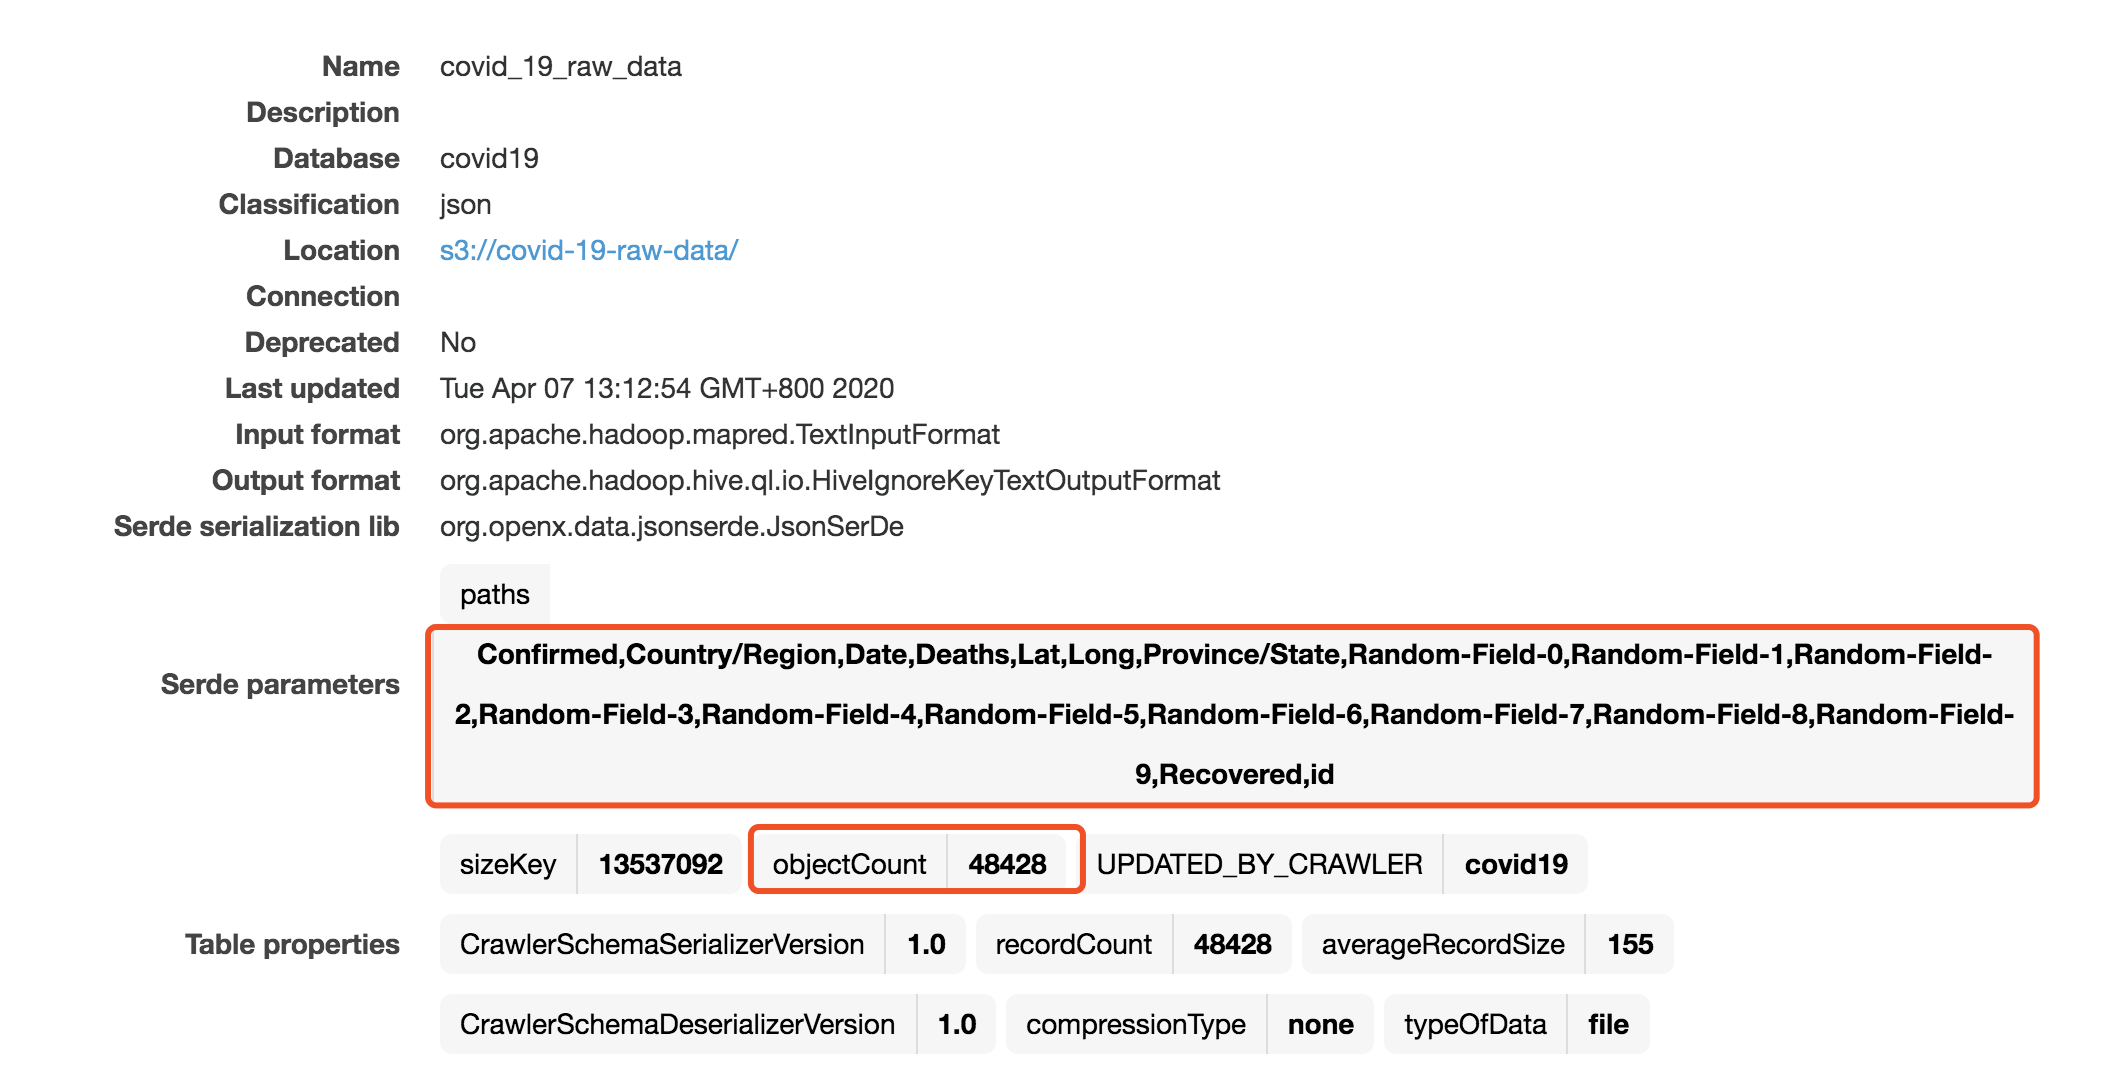 Name covid_19_raw_data
Description
Database covid19
Classification json
Location s3://covid-19-raw-data/
Connection
Deprecated No
Last updated Tue Apr 07 13:12:54 GMT+800 2020
Input format org.apache.hadoop.mapred.TextInputFormat
Output format org.apache.hadoop.hive.ql.io.HiveIgnoreKeyTextOutputFormat
Serde serialization lib org.openx.data.jsonserde.JsonSerDe
paths
Confirmed,Country/Region,Date,Deaths,Lat,Long,Province/State,Random-Field-0,Random-Field-1,Random-Field-
Serde parameters
2,Random-Field-3,Random-Field-4,Random-Field-5,Random-Field-6,Random-Field-7,Random-Field-8,Random-Field-
9,Recovered,id
sizeKey 13537092 objectCount 48428 UPDATED_BY_CRAWLER covid19
Table properties CrawlerSchemaSerializerVersion 1.0 recordCount 48428 averageRecordSize 155
CrawlerSchemaDeserializerVersion 1.0 compressionType none typeOfData file